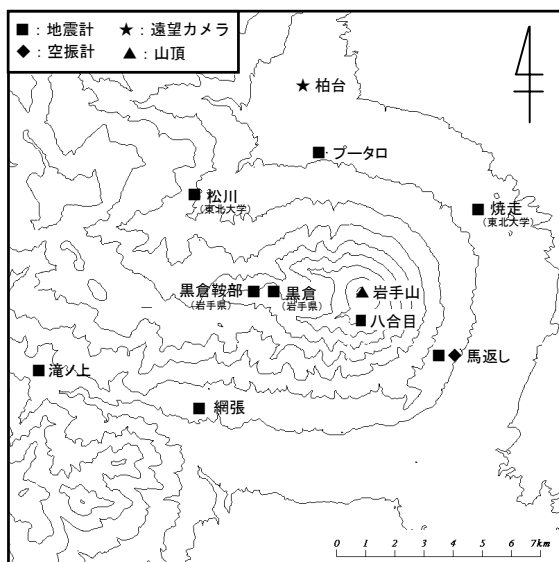 ■：地震計 ★：遠望カメラ
◆：空振計 ▲：山頂
柏台
プータロ
松川
（東北大学）
焼走
（東北大学）
黒倉鞍部
（岩手県）
黒倉
（岩手県）
岩手山
八合目
馬返し
滝ノ上
網張
0 1 2 3 4 5 6 7km